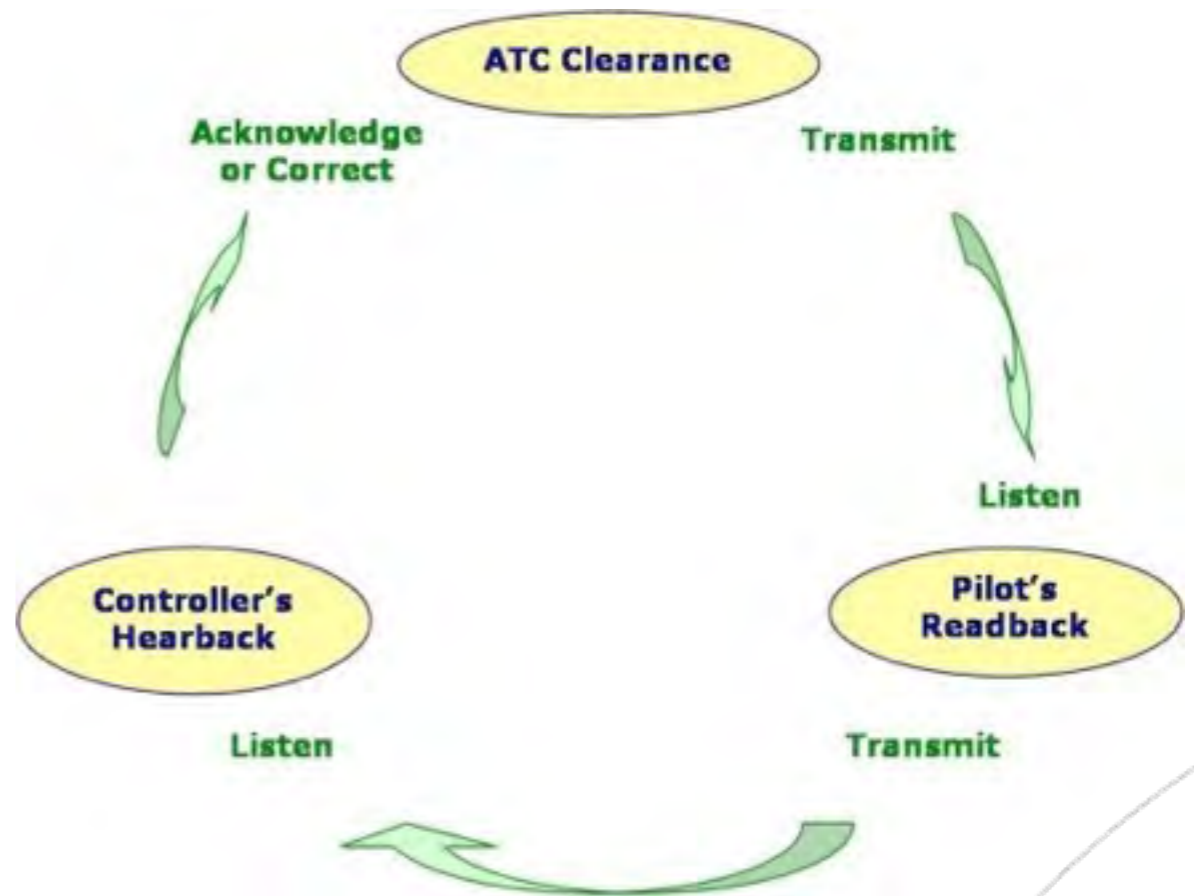 ATC Clearance
Acknowledge
or Correct
Transmit
Listen
Controller's
Hearback
Pilot's
Readback
Listen
Transmit